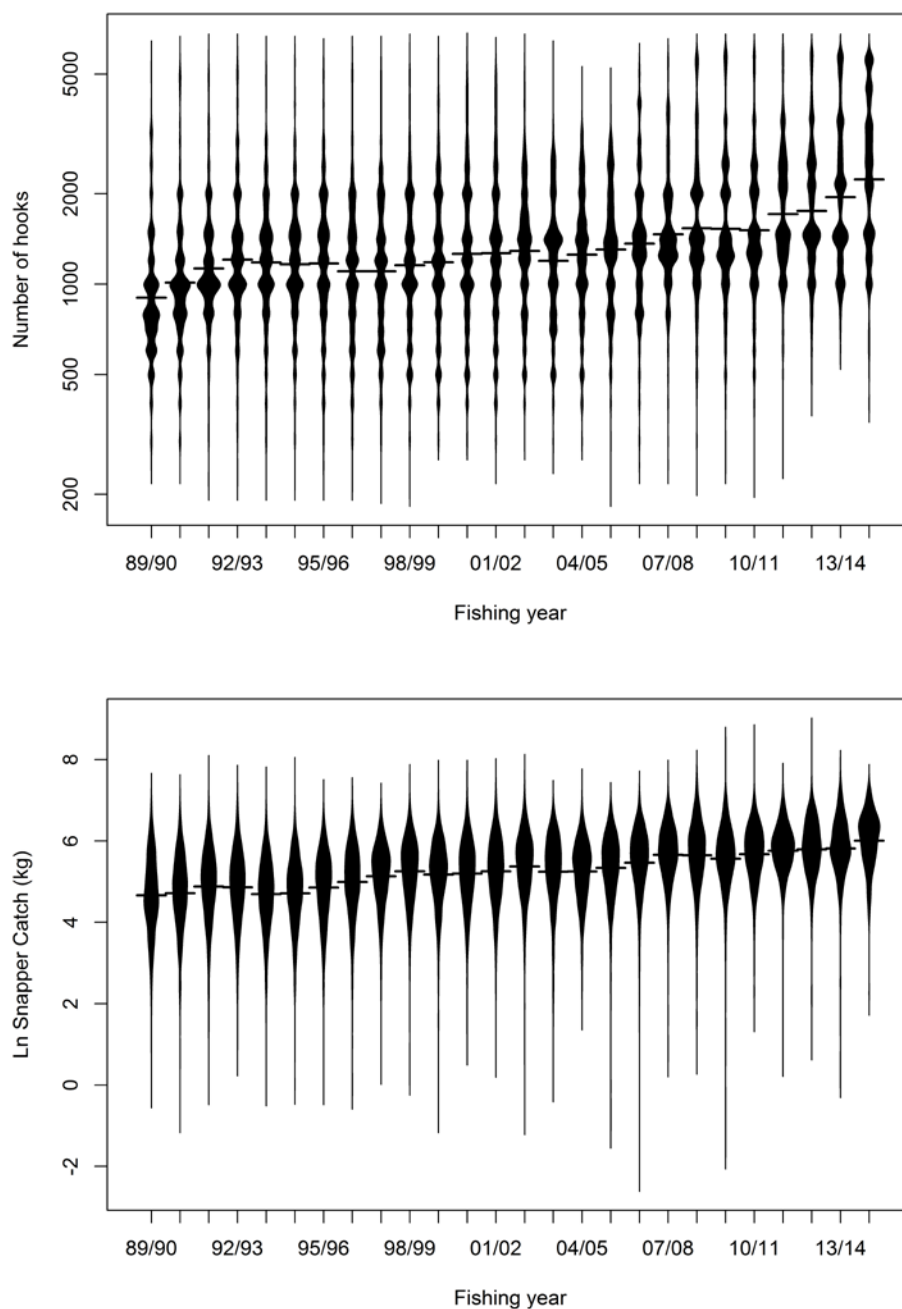 Number of hooks
5000
2000
1000
500
200
89/90 92/93 95/96 98/99 01/02 04/05 07/08 10/11 13/14
Fishing year
Ln Snapper Catch (kg)
8
6
4
2
0
-2
89/90 92/93 95/96 98/99 01/02 04/05 07/08 10/11 13/14
Fishing year